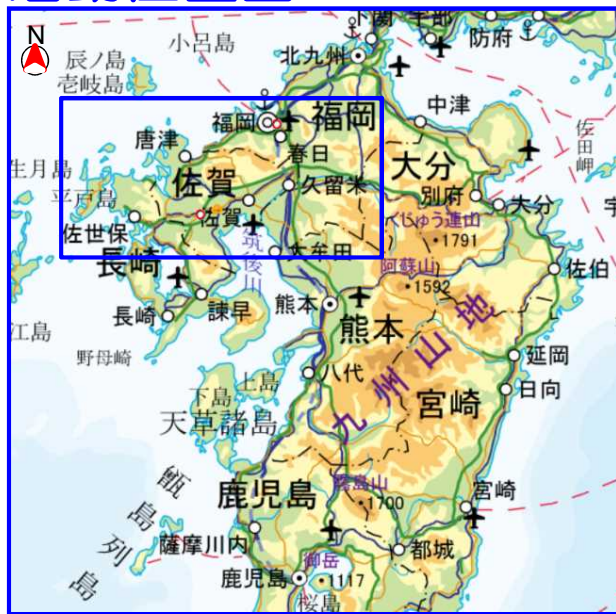 N
下関
宇部
防府
小呂島
北九州
辰ノ島
壱岐島
福岡
福岡
中津
唐津
春日
大分
佐田岬
生月島
平戸島
佐賀
佐賀
久留米
別府
大分
佐世保
筑後川
大牟田
くじゅう連山
・1791
長崎
阿蘇山
・1592
佐伯
長崎
諫早
熊本
熊本
江島
野母崎
九州山地
延岡
八代
日向
上島
下島
天草諸島
宮崎
甑島列島
鹿児島
霧島山
・1700
宮崎
薩摩川内
都城
御岳
鹿児島
・1117
桜島